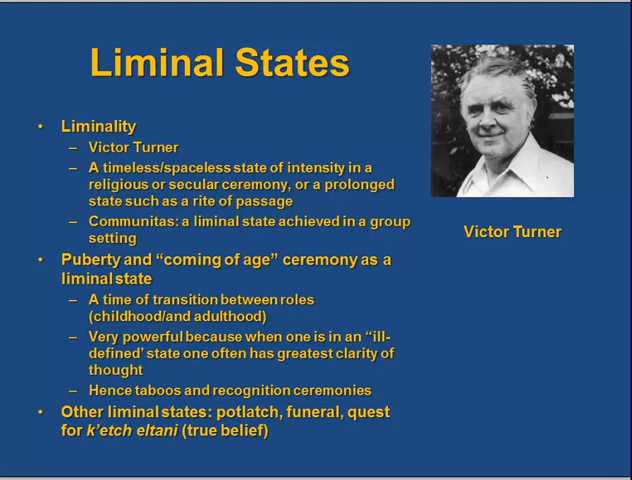 Liminal States
• Liminality
– Victor Turner
– A timeless/spaceless state of intensity in a
religious or secular ceremony, or a prolonged
state such as a rite of passage
– Communitas: a liminal state achieved in a group
setting
• Puberty and “coming of age” ceremony as a
liminal state
– A time of transition between roles
(childhood/and adulthood)
– Very powerful because when one is in an “ill-
defined’ state one often has greatest clarity of
thought
– Hence taboos and recognition ceremonies
• Other liminal states: potlatch, funeral, quest
for k’etch eltani (true belief)
Victor Turner